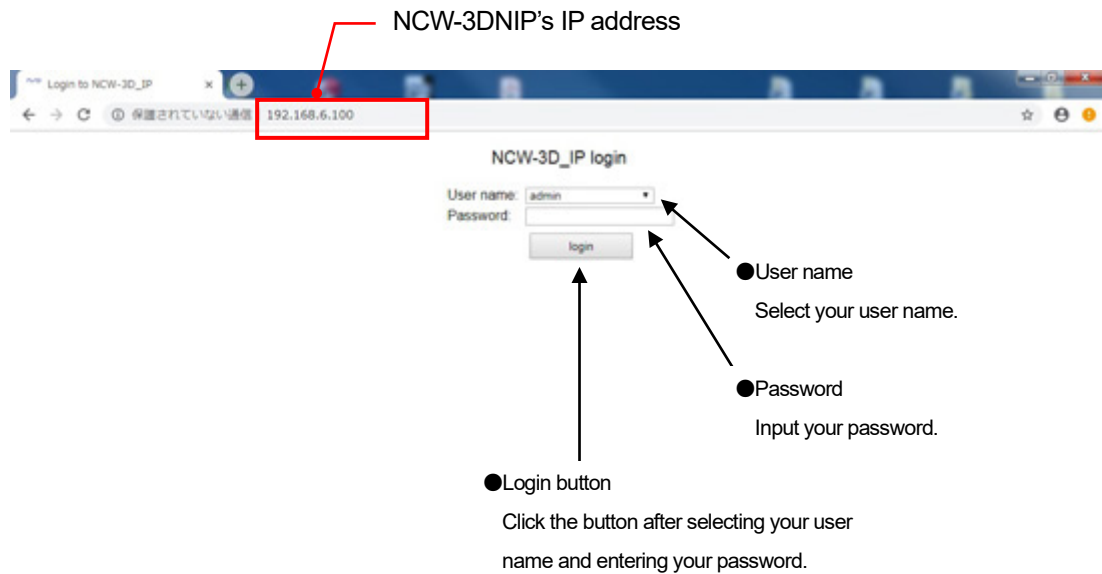 NCW-3DNIP's IP address
Login to NCW-3D_IP
保護されていない通信 192.168.6.100
NCW-3D_IP login
User name: admin
Password:
login
●User name
Select your user name.
●Password
Input your password.
●Login button
Click the button after selecting your user
name and entering your password.